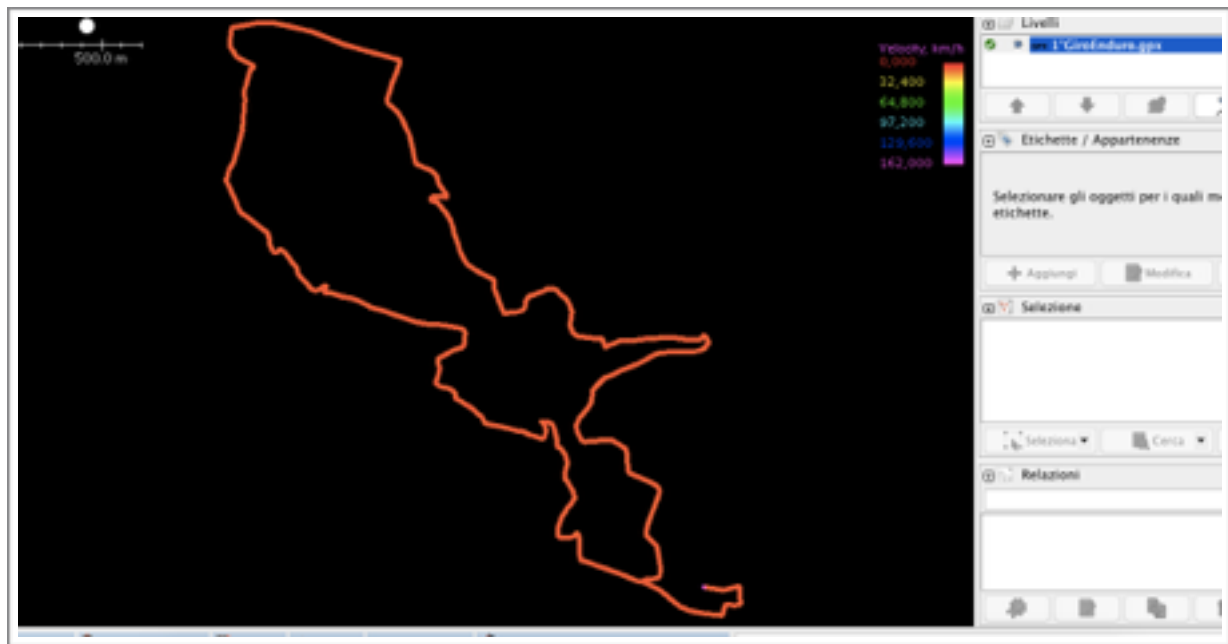 500.0 m
Velocity, km/h
0,000
32,400
64,800
97,200
129,600
162,000
Livelli
1°GiroEnduro.gpx
Etichette / Appartenenze
Selezionare gli oggetti per i quali
etichette.
Aggiungi
Modifica
Selezione
Seleziona
Cerca
Relazioni